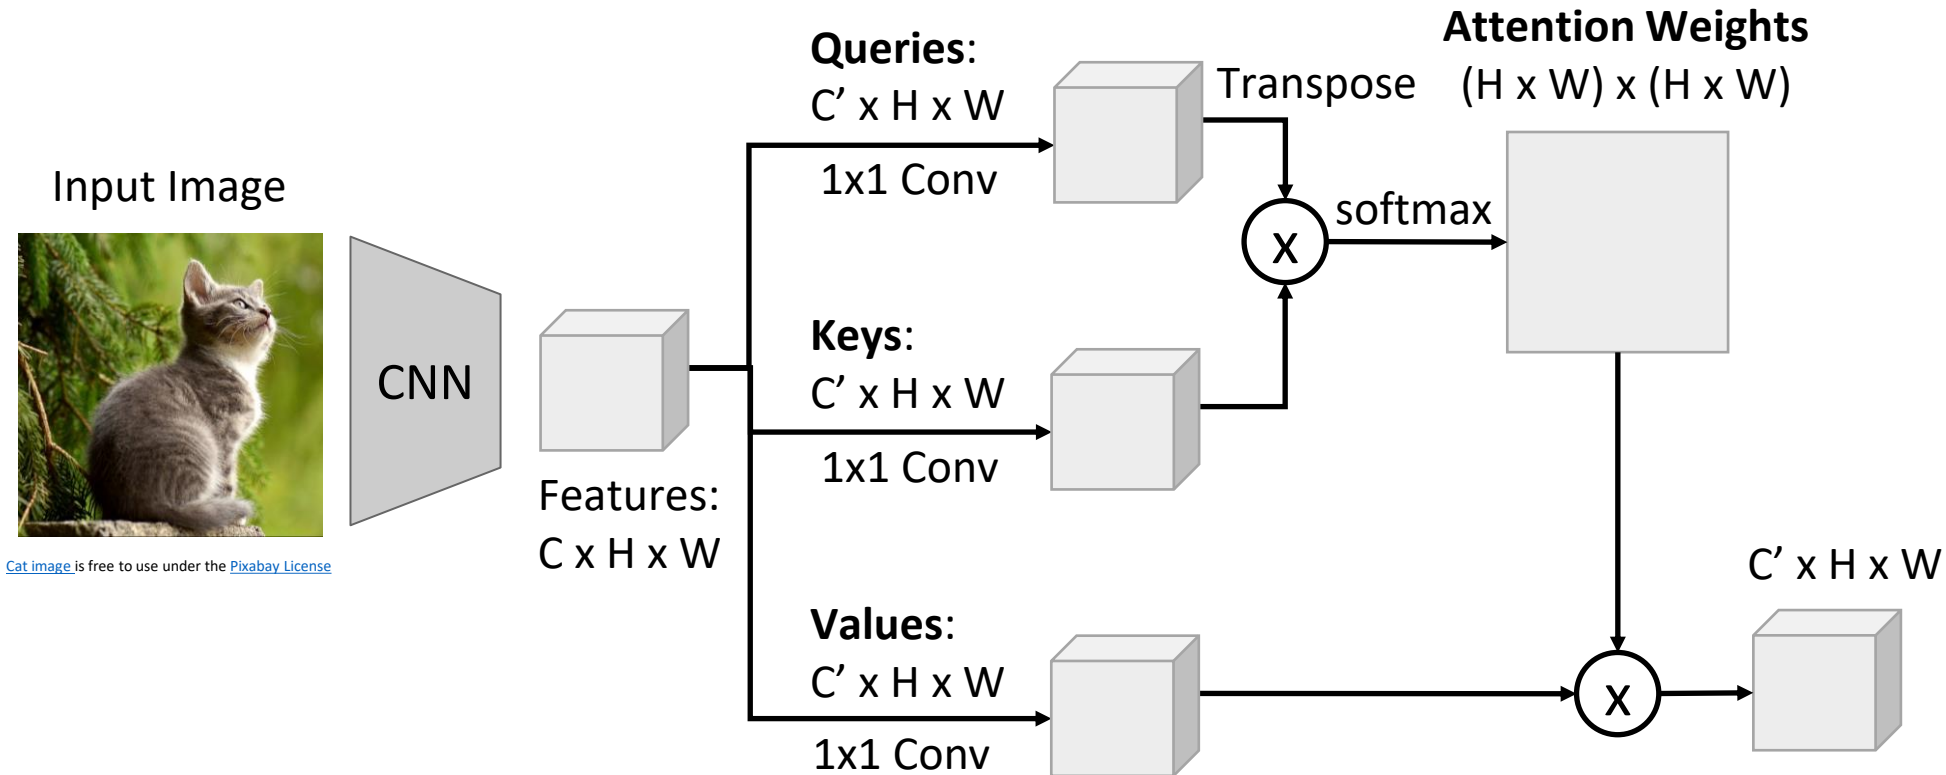 Input Image
Cat image is free to use under the Pixabay License
CNN
Features:
C x H x W
Queries:
C’ x H x W
1x1 Conv
Keys:
C’ x H x W
1x1 Conv
Values:
C’ x H x W
1x1 Conv
Transpose
X
softmax
Attention Weights
(H x W) x (H x W)
X
C’ x H x W